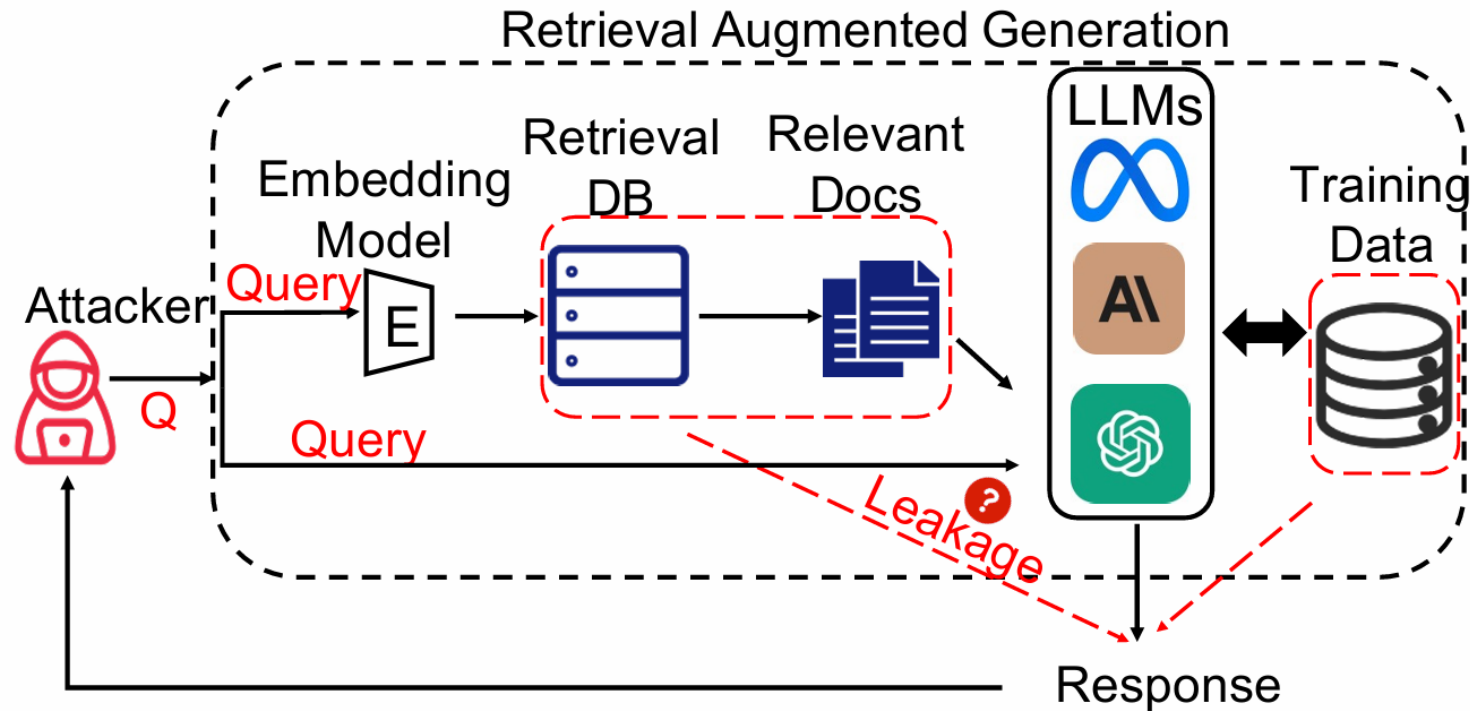 Retrieval Augmented Generation
LLMs
Retrieval
DB
Relevant
Docs
Embedding
Model
Training
Data
Attacker
Query
E
A\
Q
Query
Leakage
?
Response